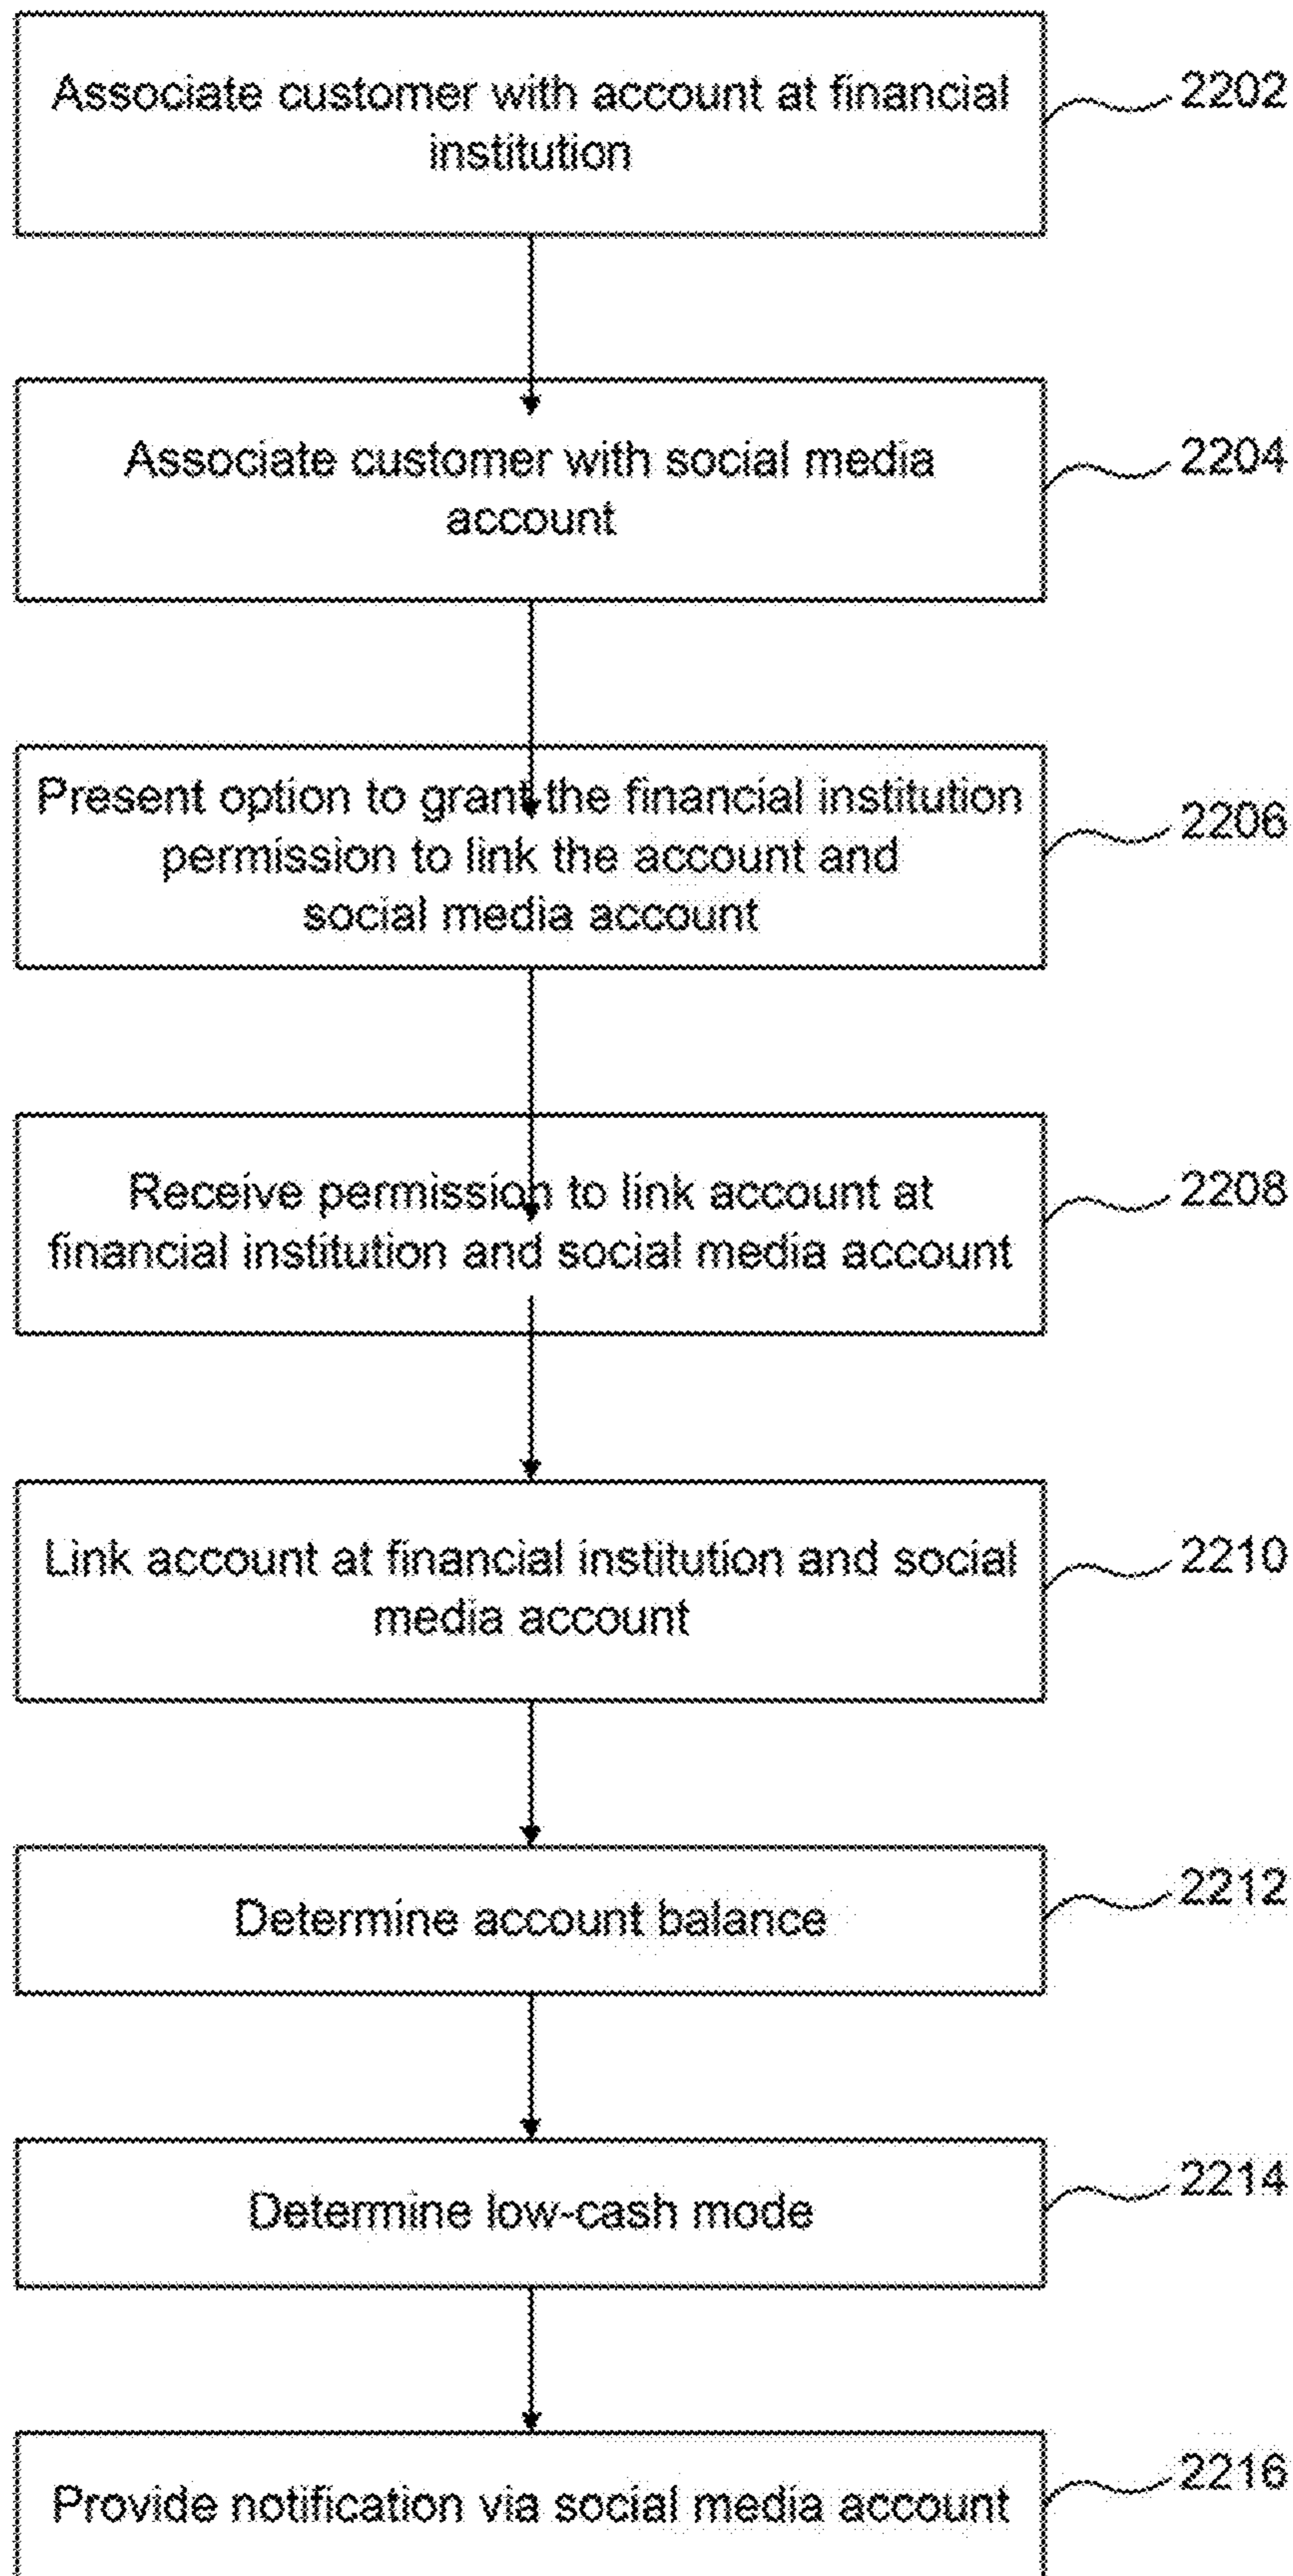 Associate customer with account at financial
institution
2202
Associate customer with social media
account
2204
Present option to grant the financial institution
permission to link the account and
social media account
2206
Receive permission to link account at
financial institution and social media account
2208
Link account at financial institution and social
media account
2210
Determine account balance
2212
Determine low-cash mode
2214
Provide notification via social media account
2216